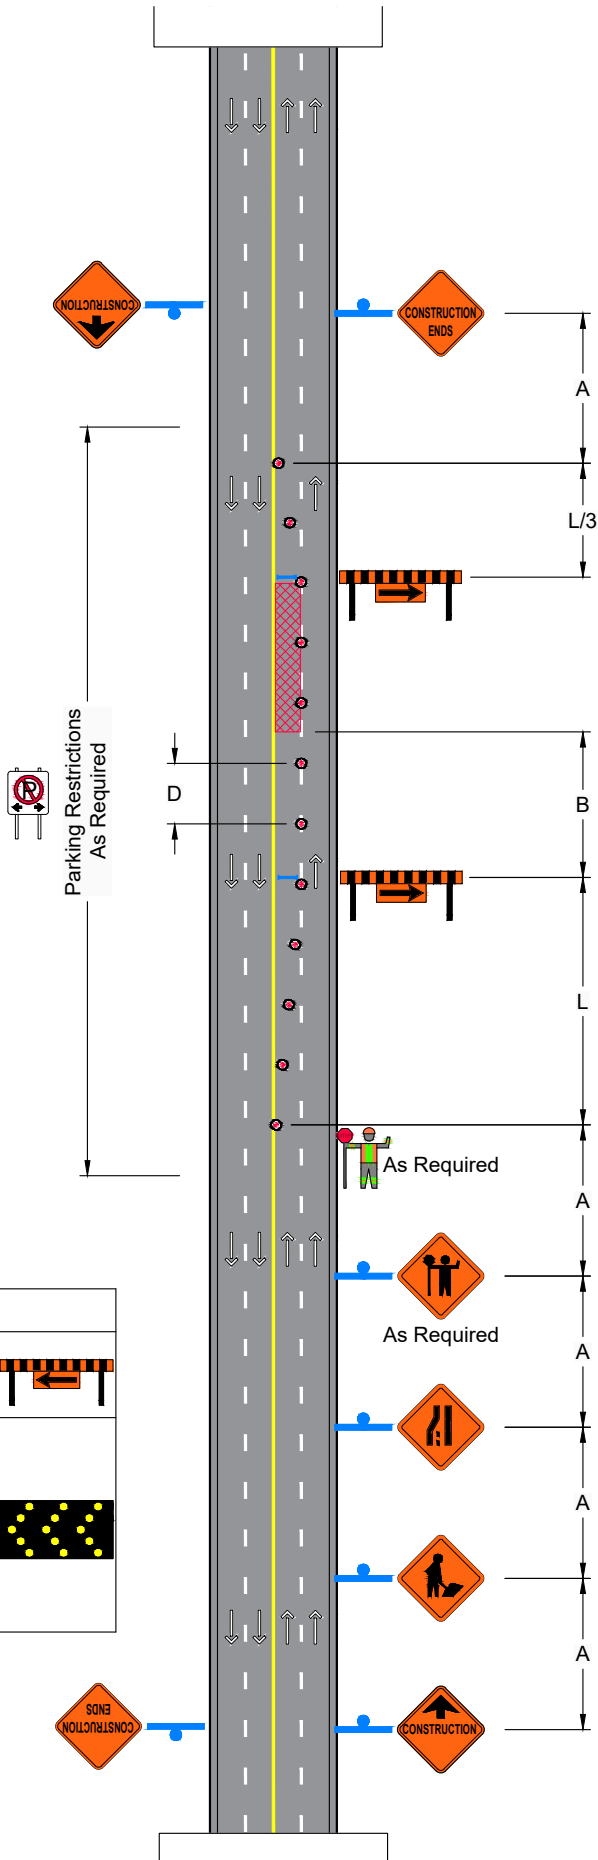 CONSTRUCTION
CONSTRUCTION
ENDS
A
L/3
Parking Restrictions
As Required
P
D
B
L
As Required
A
As Required
A
A
A
CONSTRUCTION
ENDS
CONSTRUCTION